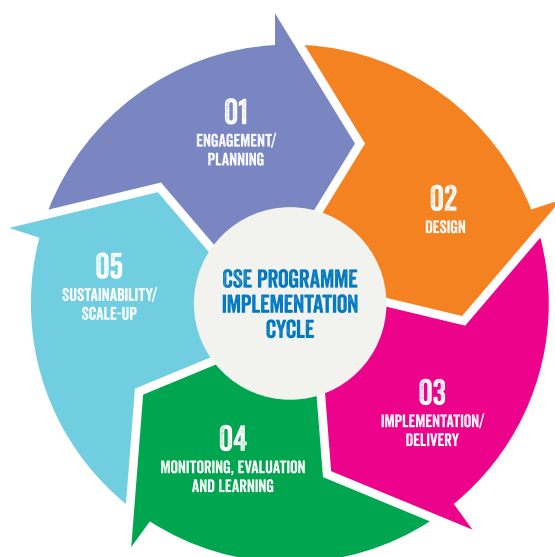 01
ENGAGEMENT/
PLANNING
02
DESIGN
03
IMPLEMENTATION/
DELIVERY
04
MONITORING, EVALUATION
AND LEARNING
05
SUSTAINABILITY/
SCALE-UP
CSE PROGRAMME
IMPLEMENTATION
CYCLE